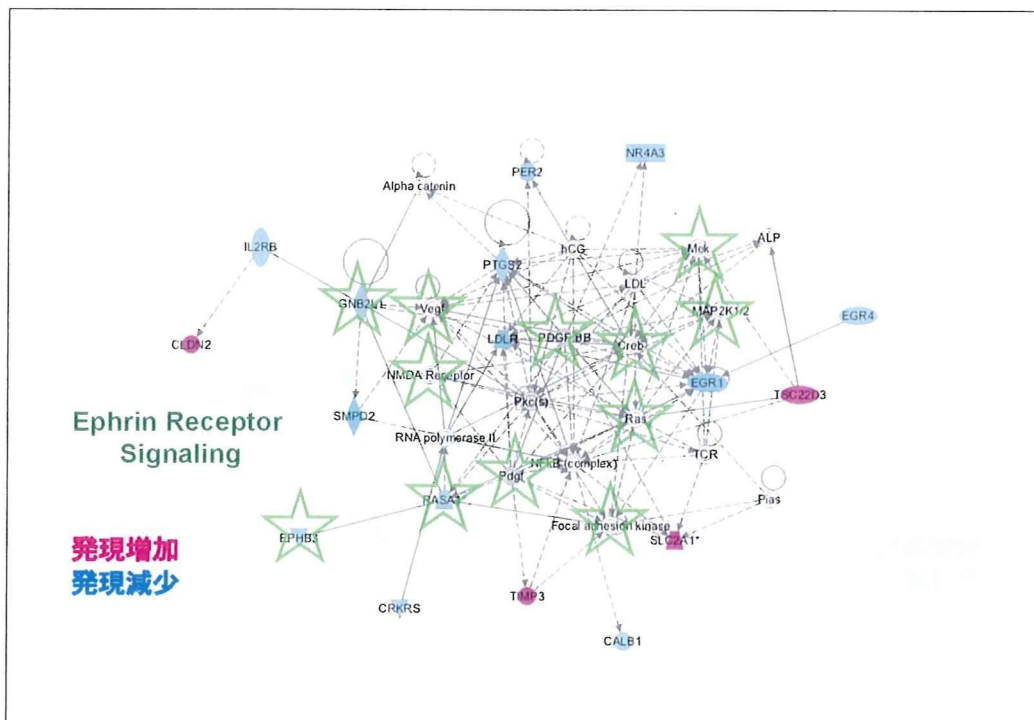 NR4A3
PER2
Alpha catenin
IL2RB
hCG
Mek
ALP
PTGS2
LDL
GNB2L1
Vegf
MAP2K1/2
EGR4
CLDN2
LDLR
PDGF BB
Creb
NMDA Receptor
EGR1
TSC22D3
Pkc(s)
Ephrin Receptor
Signaling
SMPD2
Ras
RNA polymerase II
TCR
NFkB (complex)
Pdgf
RASA1
Pias
Focal adhesion kinase
EPHB3
SLC2A1*
発現増加
発現減少
TIMP3
CRKRS
CALB1